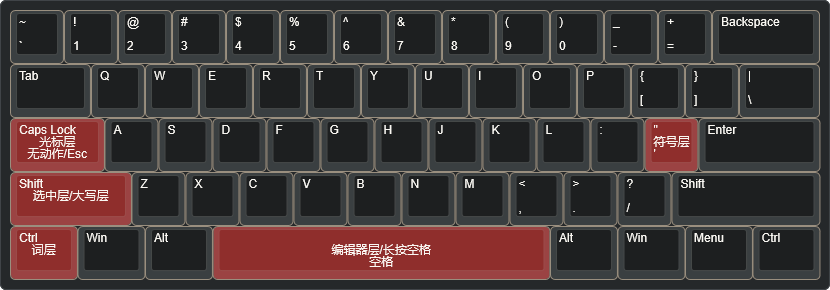 ~ ! @ # $ % ^ & * ( ) _ + Backspace
` 1 2 3 4 5 6 7 8 9 0 - =
Tab Q W E R T Y U I O P { } |
[ ] \
Caps Lock A S D F G H J K L : " Enter
光标层 符号层
无动作/Esc '
Shift Z X C V B N M < > ? Shift
选中层/大写层
, . /
Ctrl Win Alt 编辑器层/长按空格 Alt Win Menu Ctrl
词层 空格